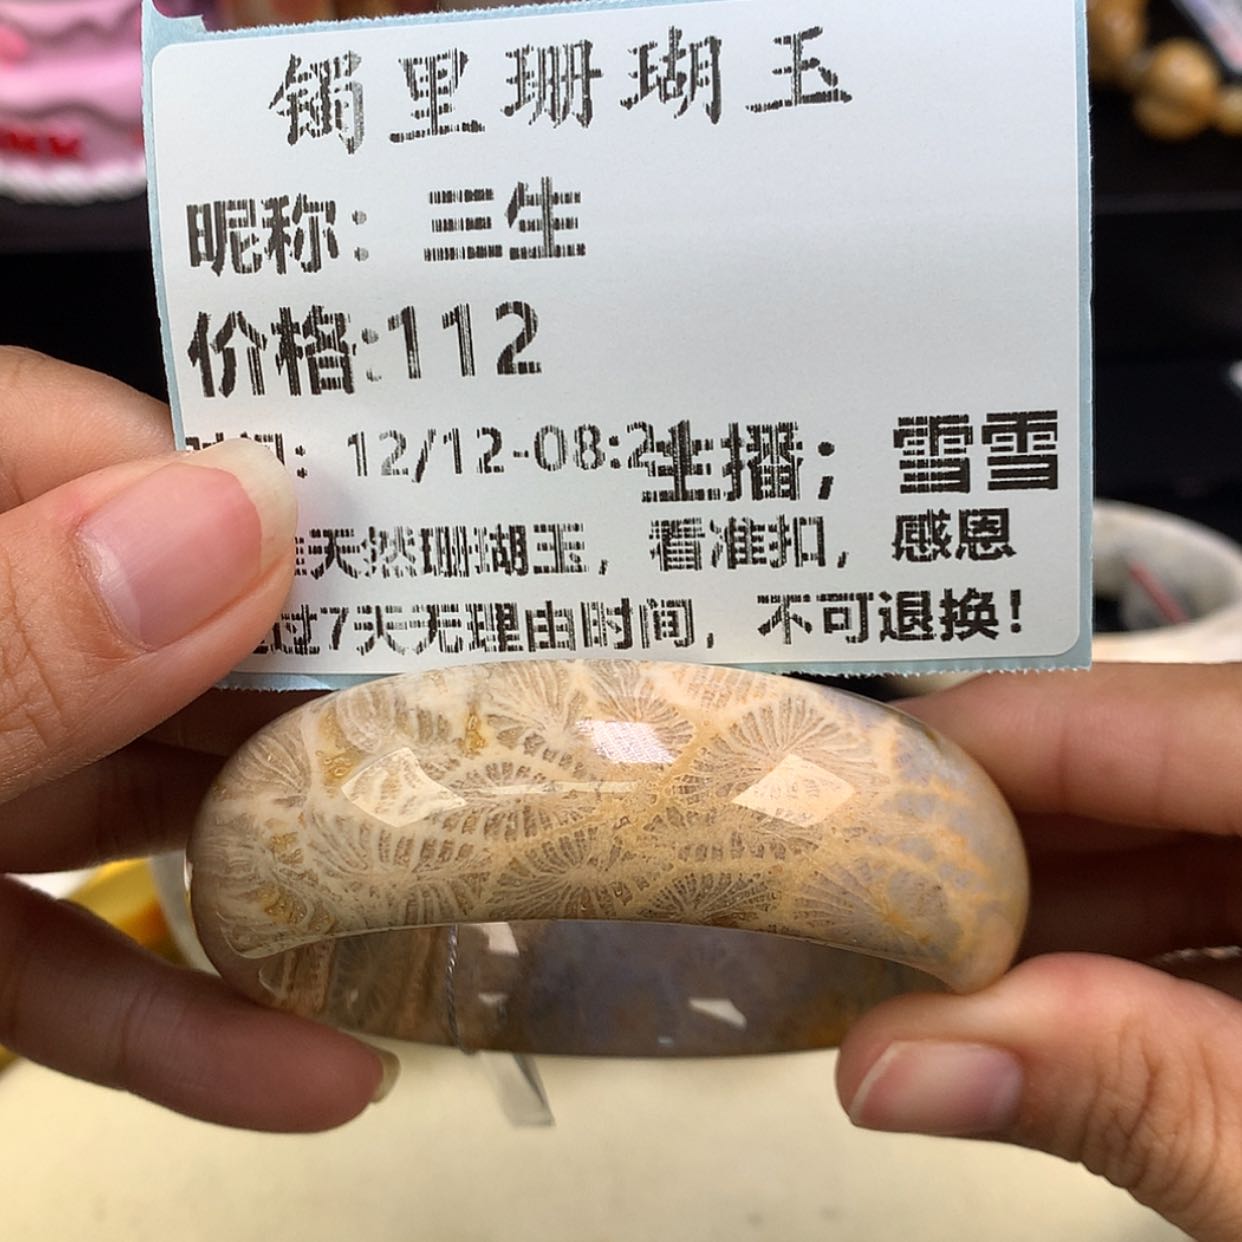 镯里珊瑚玉
昵称：三生
价格:112
时间：12/12-08:2 主播；雪雪
天然珊瑚玉，看准扣，感恩
过7天无理由时间，不可退换！